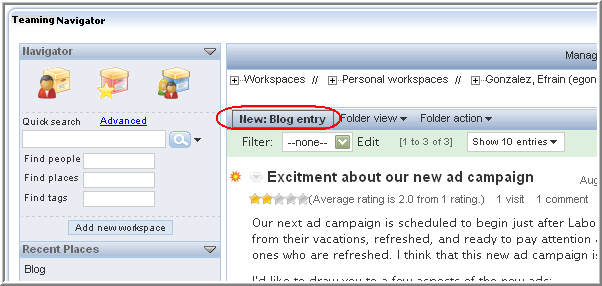 Teaming Navigator
Navigator
Quick search Advanced
Find people
Find places
Find tags
Add new workspace
Recent Places
Blog
Manag
Workspaces // Personal workspaces // Gonzalez, Efrain (egon
New: Blog entry Folder view Folder action
Filter: --none-- Edit [1 to 3 of 3] Show 10 entries
Excitment about our new ad campaign Aug
(Average rating is 2.0 from 1 rating.) 1 visit 1 comment
Our next ad campaign is scheduled to begin just after Labo
from their vacations, refreshed, and ready to pay attention a
ones who are refreshed. I think that this new ad campaign is
I'd like to draw you to a few aspects of the new ads: